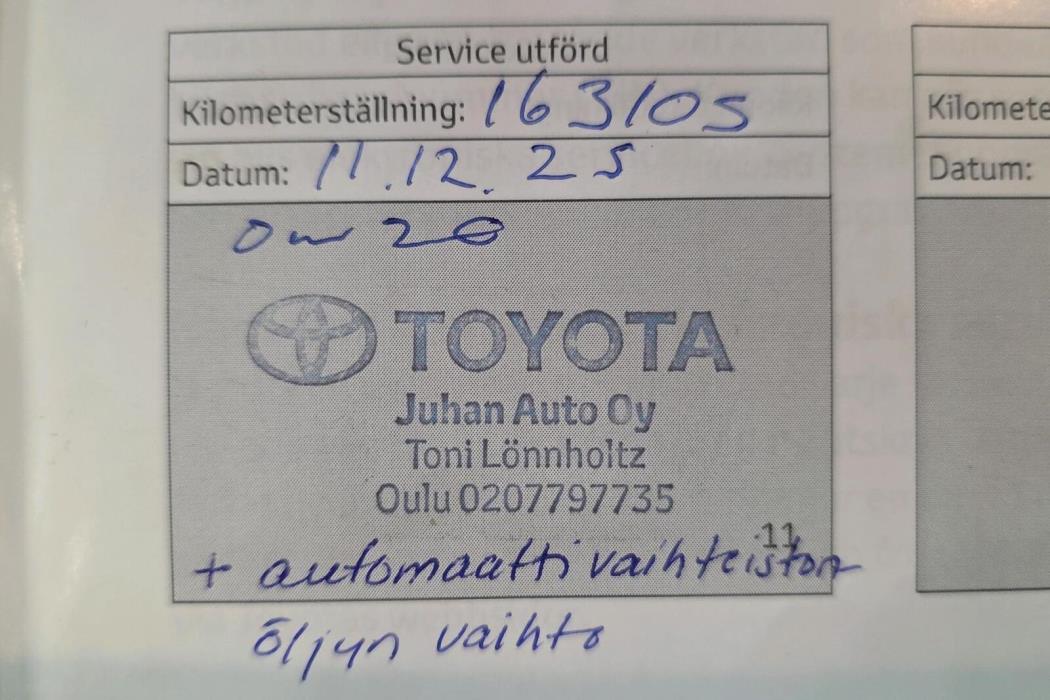 Service utförd
Kilometerställning: 163105
Kilometerste
Datum: 11.12.25
Datum:
0w20
TOYOTA
Juhan Auto Oy
Toni Lönnholtz
Oulu 0207797735
11
+ automaattivaihteiston
öljyn vaihto